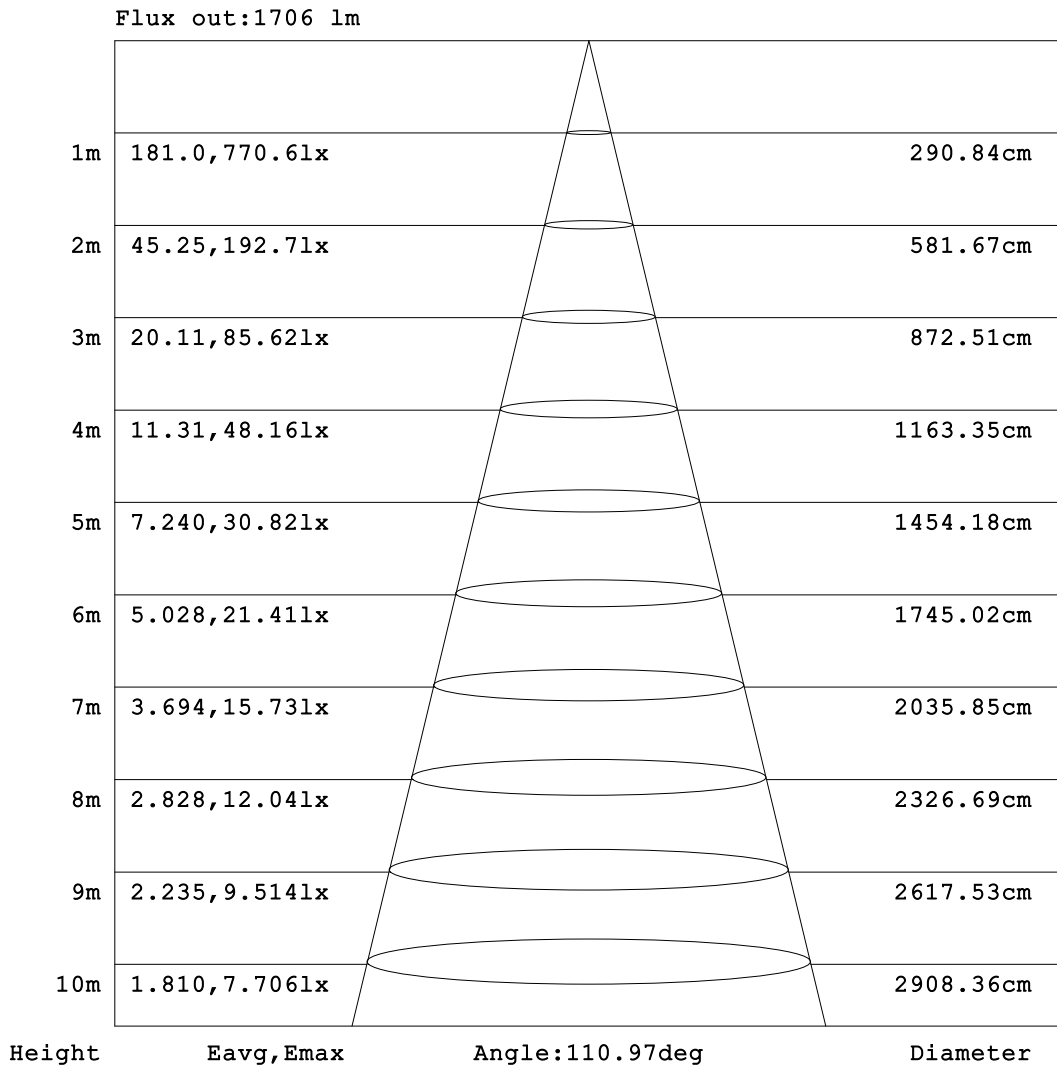 Flux out:1706 lm
1m 181.0,770.6lx 290.84cm
2m 45.25,192.7lx 581.67cm
3m 20.11,85.62lx 872.51cm
4m 11.31,48.16lx 1163.35cm
5m 7.240,30.82lx 1454.18cm
6m 5.028,21.41lx 1745.02cm
7m 3.694,15.73lx 2035.85cm
8m 2.828,12.04lx 2326.69cm
9m 2.235,9.514lx 2617.53cm
10m 1.810,7.706lx 2908.36cm
Height Eavg,Emax Angle:110.97deg Diameter